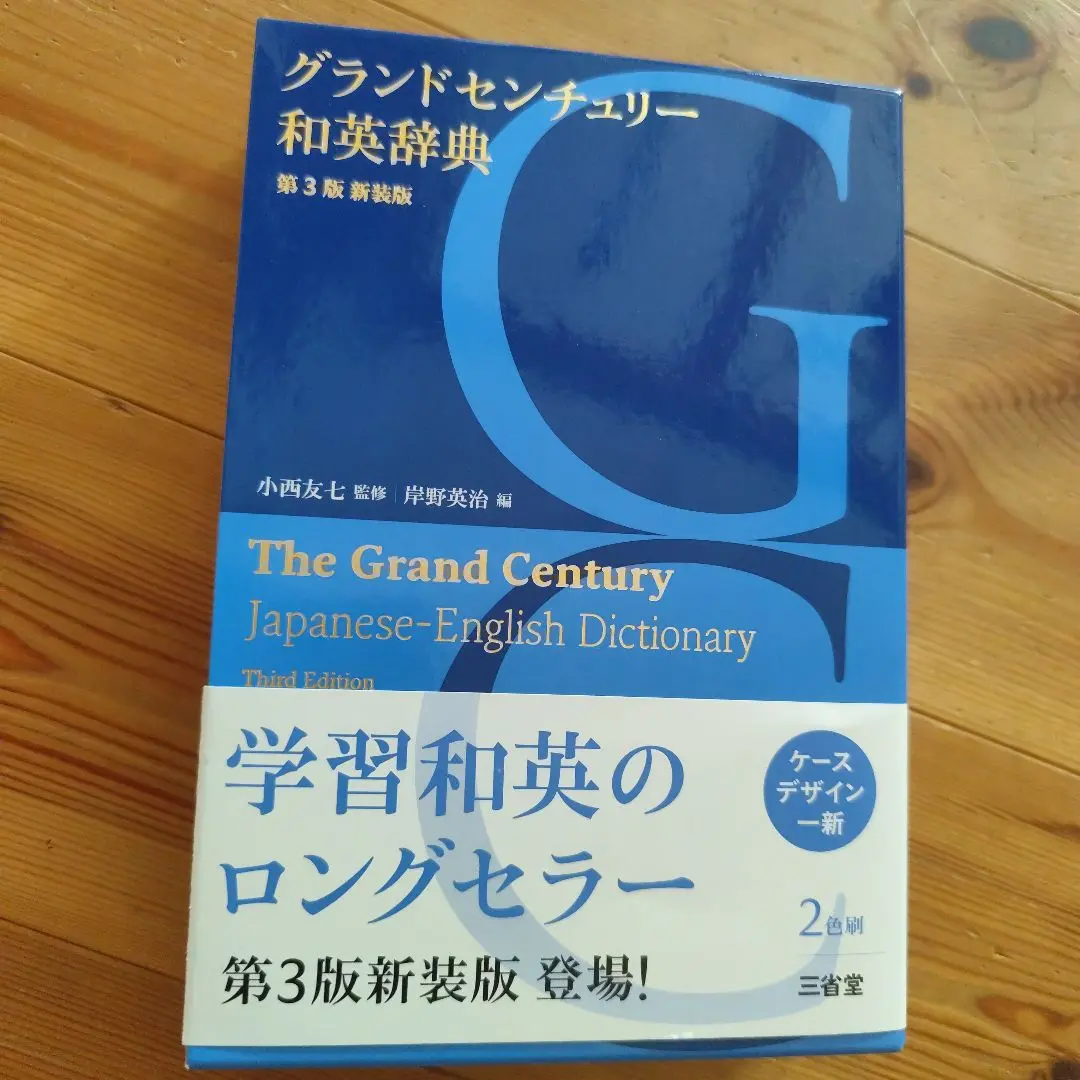 グランドセンチュリー
和英辞典
第3版 新装版
小西友七 監修 | 岸野英治 編
The Grand Century
Japanese-English Dictionary
Third Edition
学習和英の
ロングセラー
第3版新装版 登場!
ケース
デザイン
一新
2色刷
三省堂